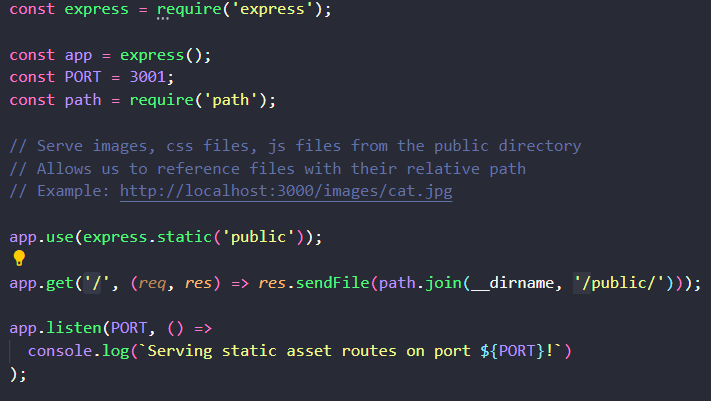 const express = require('express');
const app = express();
const PORT = 3001;
const path = require('path');
// Serve images, css files, js files from the public directory
// Allows us to reference files with their relative path
// Example: http://localhost:3000/images/cat.jpg
app.use(express.static('public'));
app.get('/', (req, res) => res.sendFile(path.join(__dirname, '/public/')));
app.listen(PORT, () =>
  console.log(`Serving static asset routes on port ${PORT}!`)
);